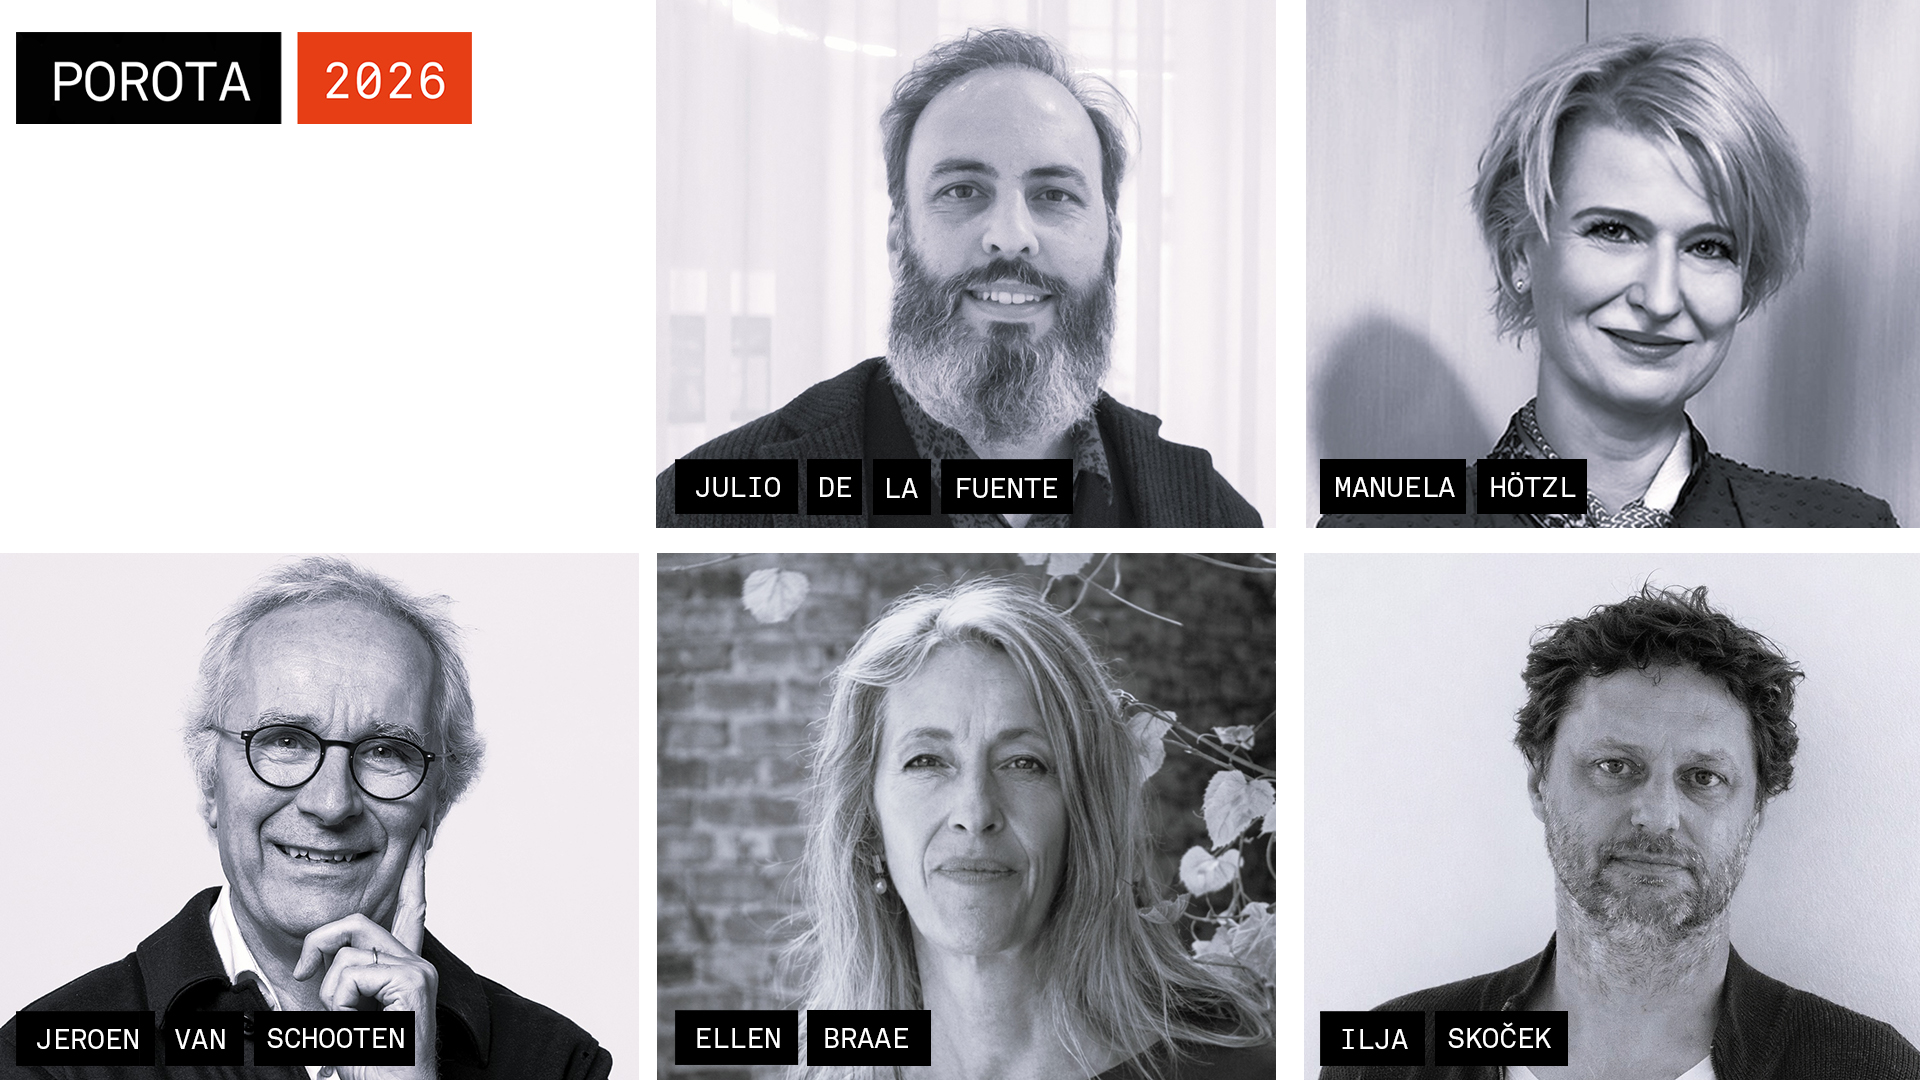 POROTA 2026
JULIO DE LA FUENTE
MANUELA HÖTZL
JEROEN VAN SCHOOTEN
ELLEN BRAAE
ILJA SKOČEK